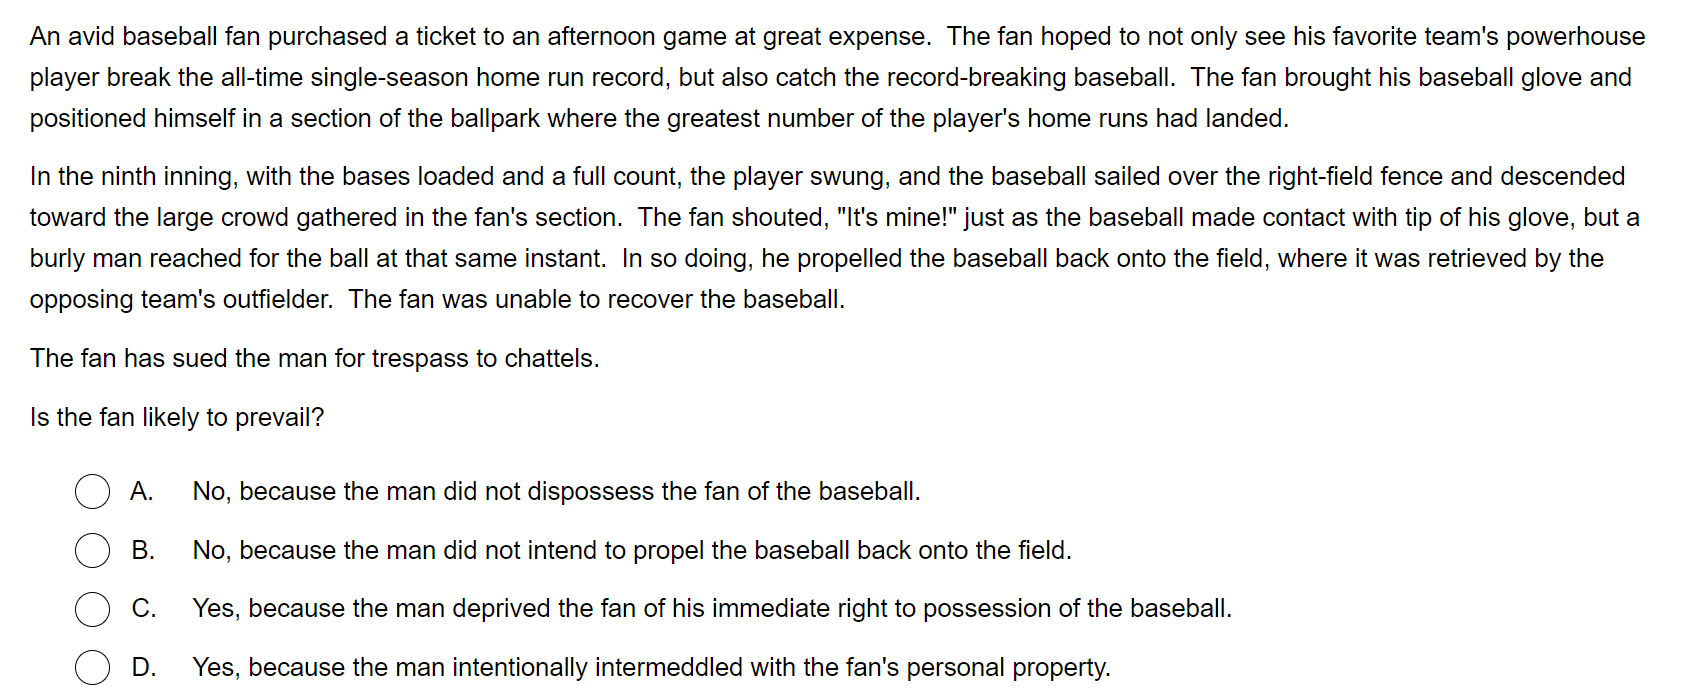 An avid baseball fan purchased a ticket to an afternoon game at great expense.  The fan hoped to not only see his favorite team's powerhouse
player break the all-time single-season home run record, but also catch the record-breaking baseball.  The fan brought his baseball glove and
positioned himself in a section of the ballpark where the greatest number of the player's home runs had landed.
In the ninth inning, with the bases loaded and a full count, the player swung, and the baseball sailed over the right-field fence and descended
toward the large crowd gathered in the fan's section.  The fan shouted, "It's mine!" just as the baseball made contact with tip of his glove, but a
burly man reached for the ball at that same instant.  In so doing, he propelled the baseball back onto the field, where it was retrieved by the
opposing team's outfielder.  The fan was unable to recover the baseball.
The fan has sued the man for trespass to chattels.
Is the fan likely to prevail?
A. No, because the man did not dispossess the fan of the baseball.
B. No, because the man did not intend to propel the baseball back onto the field.
C. Yes, because the man deprived the fan of his immediate right to possession of the baseball.
D. Yes, because the man intentionally intermeddled with the fan's personal property.